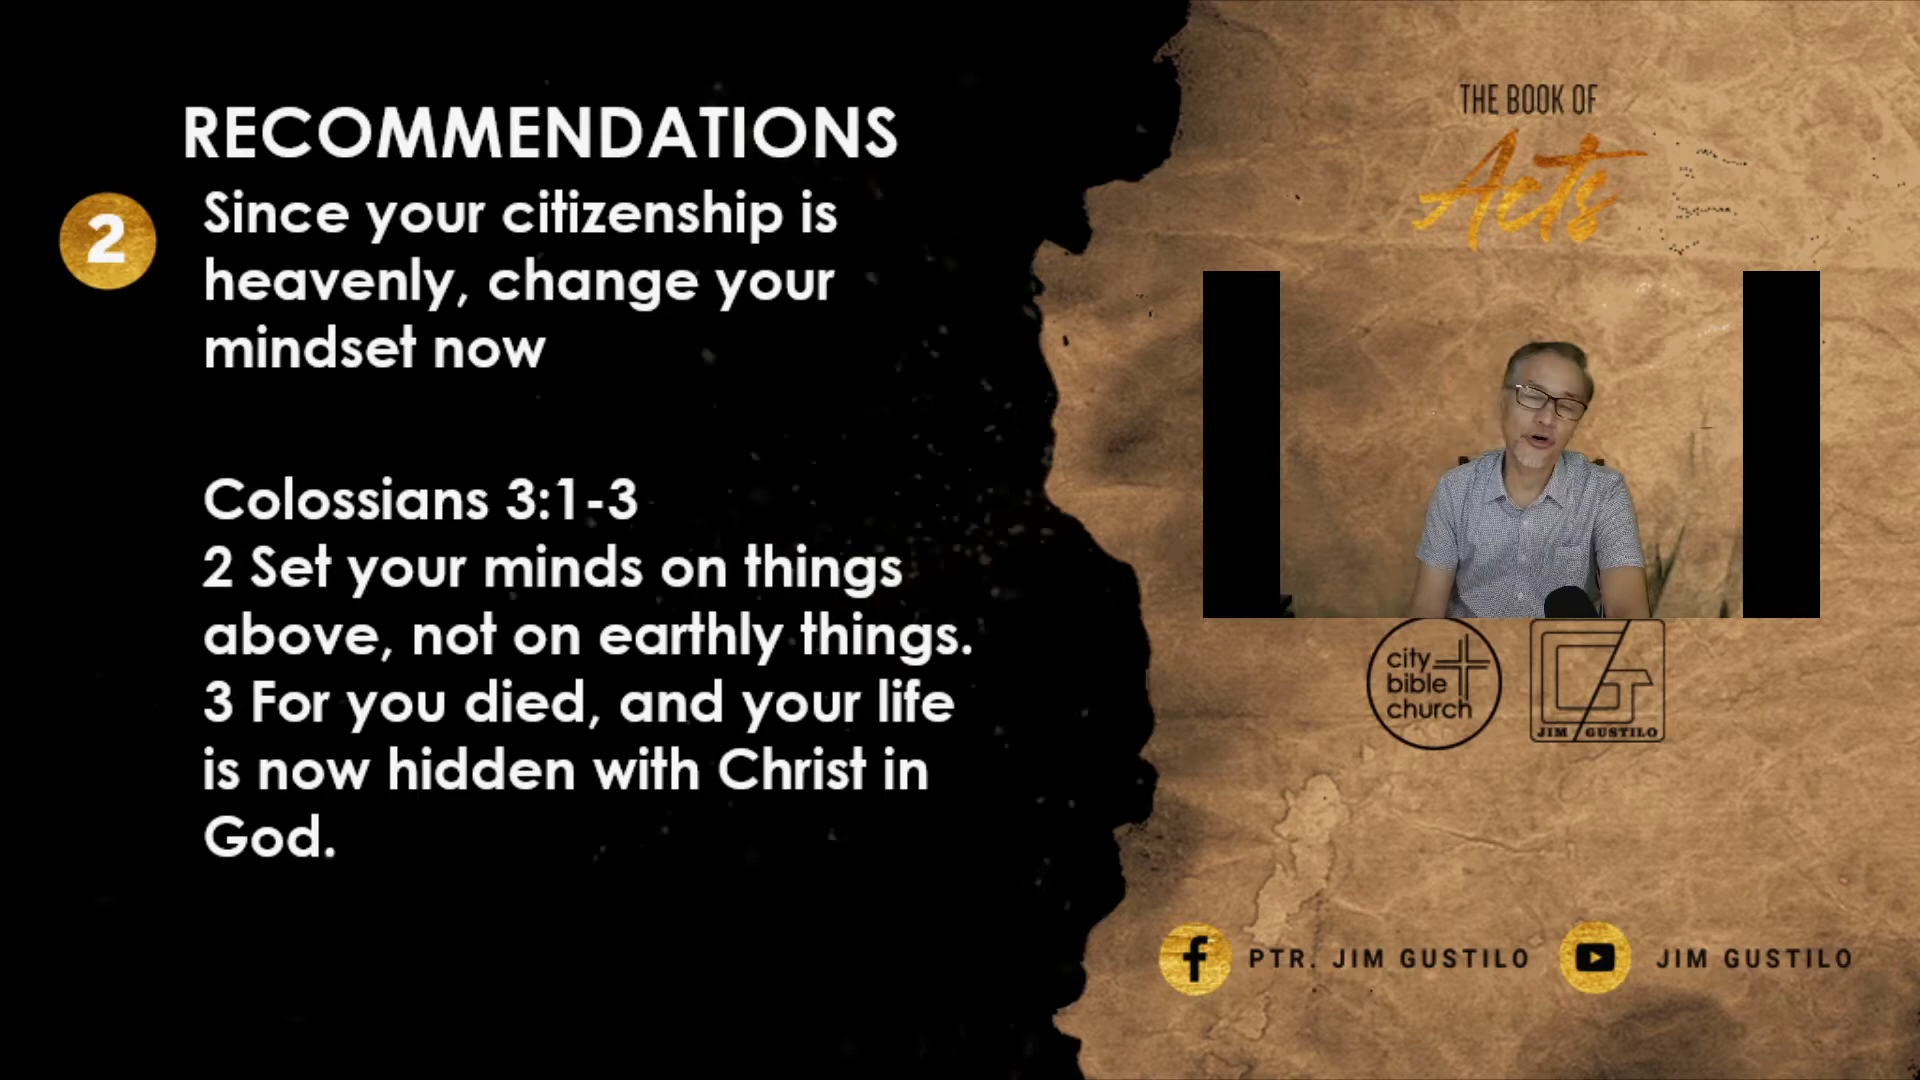 RECOMMENDATIONS
2
Since your citizenship is
heavenly, change your
mindset now
Colossians 3:1-3
2 Set your minds on things
above, not on earthly things.
3 For you died, and your life
is now hidden with Christ in
God.
THE BOOK OF
Acts
city
bible
church
JIM GUSTILO
PTR. JIM GUSTILO
JIM GUSTILO